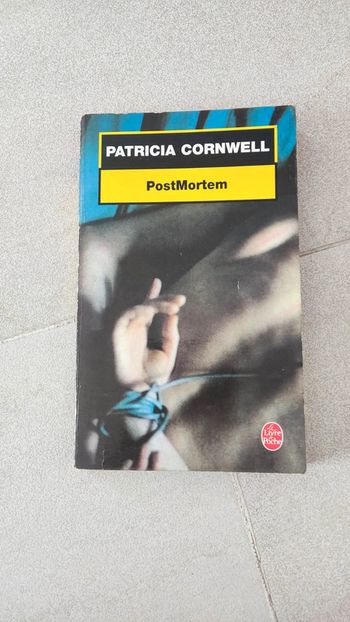 PATRICIA CORNWELL
PostMortem
Le
Livre
de
Poche